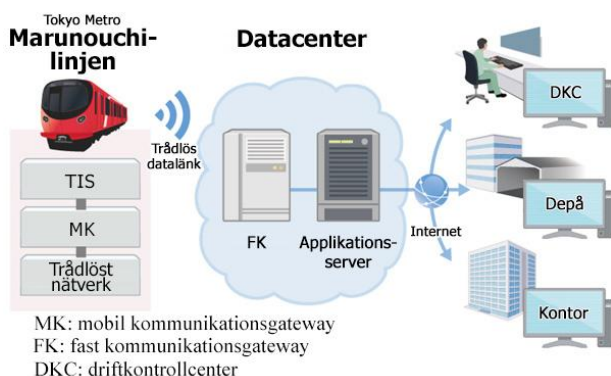 Tokyo Metro
Marunouchi-
linjen
Datacenter
Trådlös
datalänk
TIS
MK
Trådlöst
nätverk
FK
Applikations-
server
Internet
DKC
Depå
Kontor
MK: mobil kommunikationsgateway
FK: fast kommunikationsgateway
DKC: driftkontrollcenter